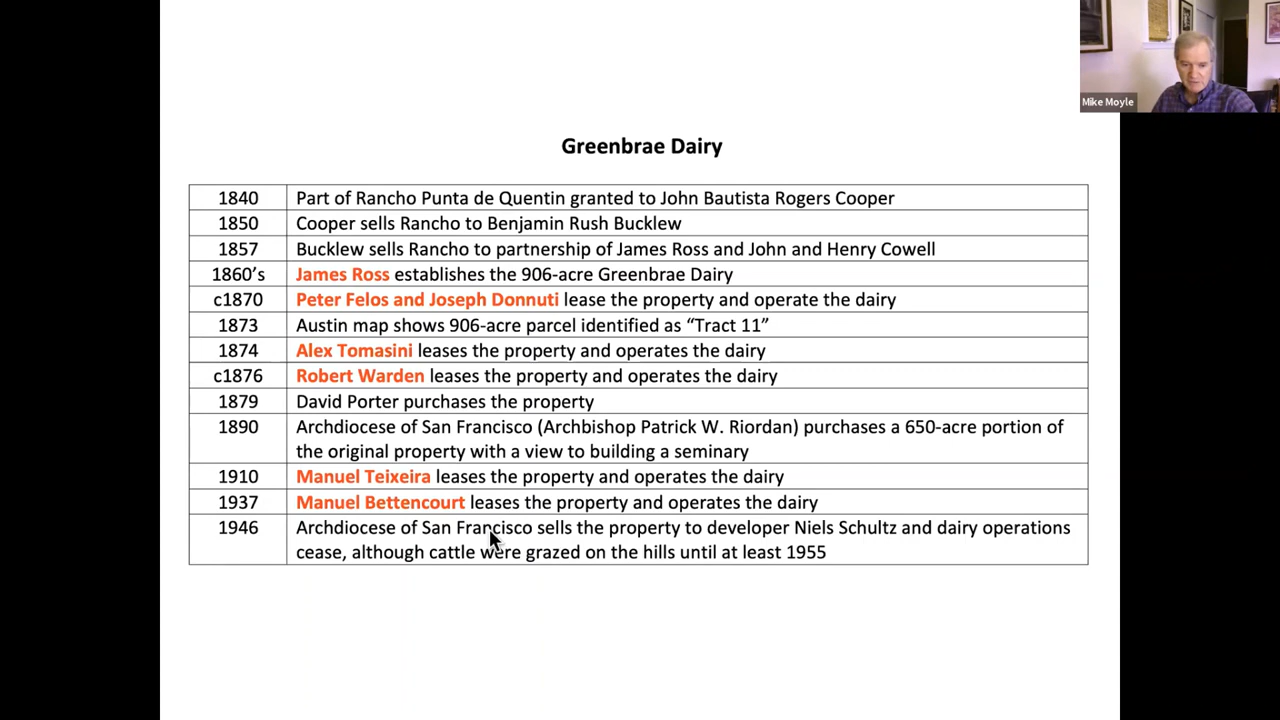 Mike Moyle
Greenbrae Dairy
1840 Part of Rancho Punta de Quentin granted to John Bautista Rogers Cooper
1850 Cooper sells Rancho to Benjamin Rush Bucklew
1857 Bucklew sells Rancho to partnership of James Ross and John and Henry Cowell
1860’s James Ross establishes the 906-acre Greenbrae Dairy
c1870 Peter Felos and Joseph Donnuti lease the property and operate the dairy
1873 Austin map shows 906-acre parcel identified as “Tract 11”
1874 Alex Tomasini leases the property and operates the dairy
c1876 Robert Warden leases the property and operates the dairy
1879 David Porter purchases the property
1890 Archdiocese of San Francisco (Archbishop Patrick W. Riordan) purchases a 650-acre portion of
the original property with a view to building a seminary
1910 Manuel Teixeira leases the property and operates the dairy
1937 Manuel Bettencourt leases the property and operates the dairy
1946 Archdiocese of San Francisco sells the property to developer Niels Schultz and dairy operations
cease, although cattle were grazed on the hills until at least 1955